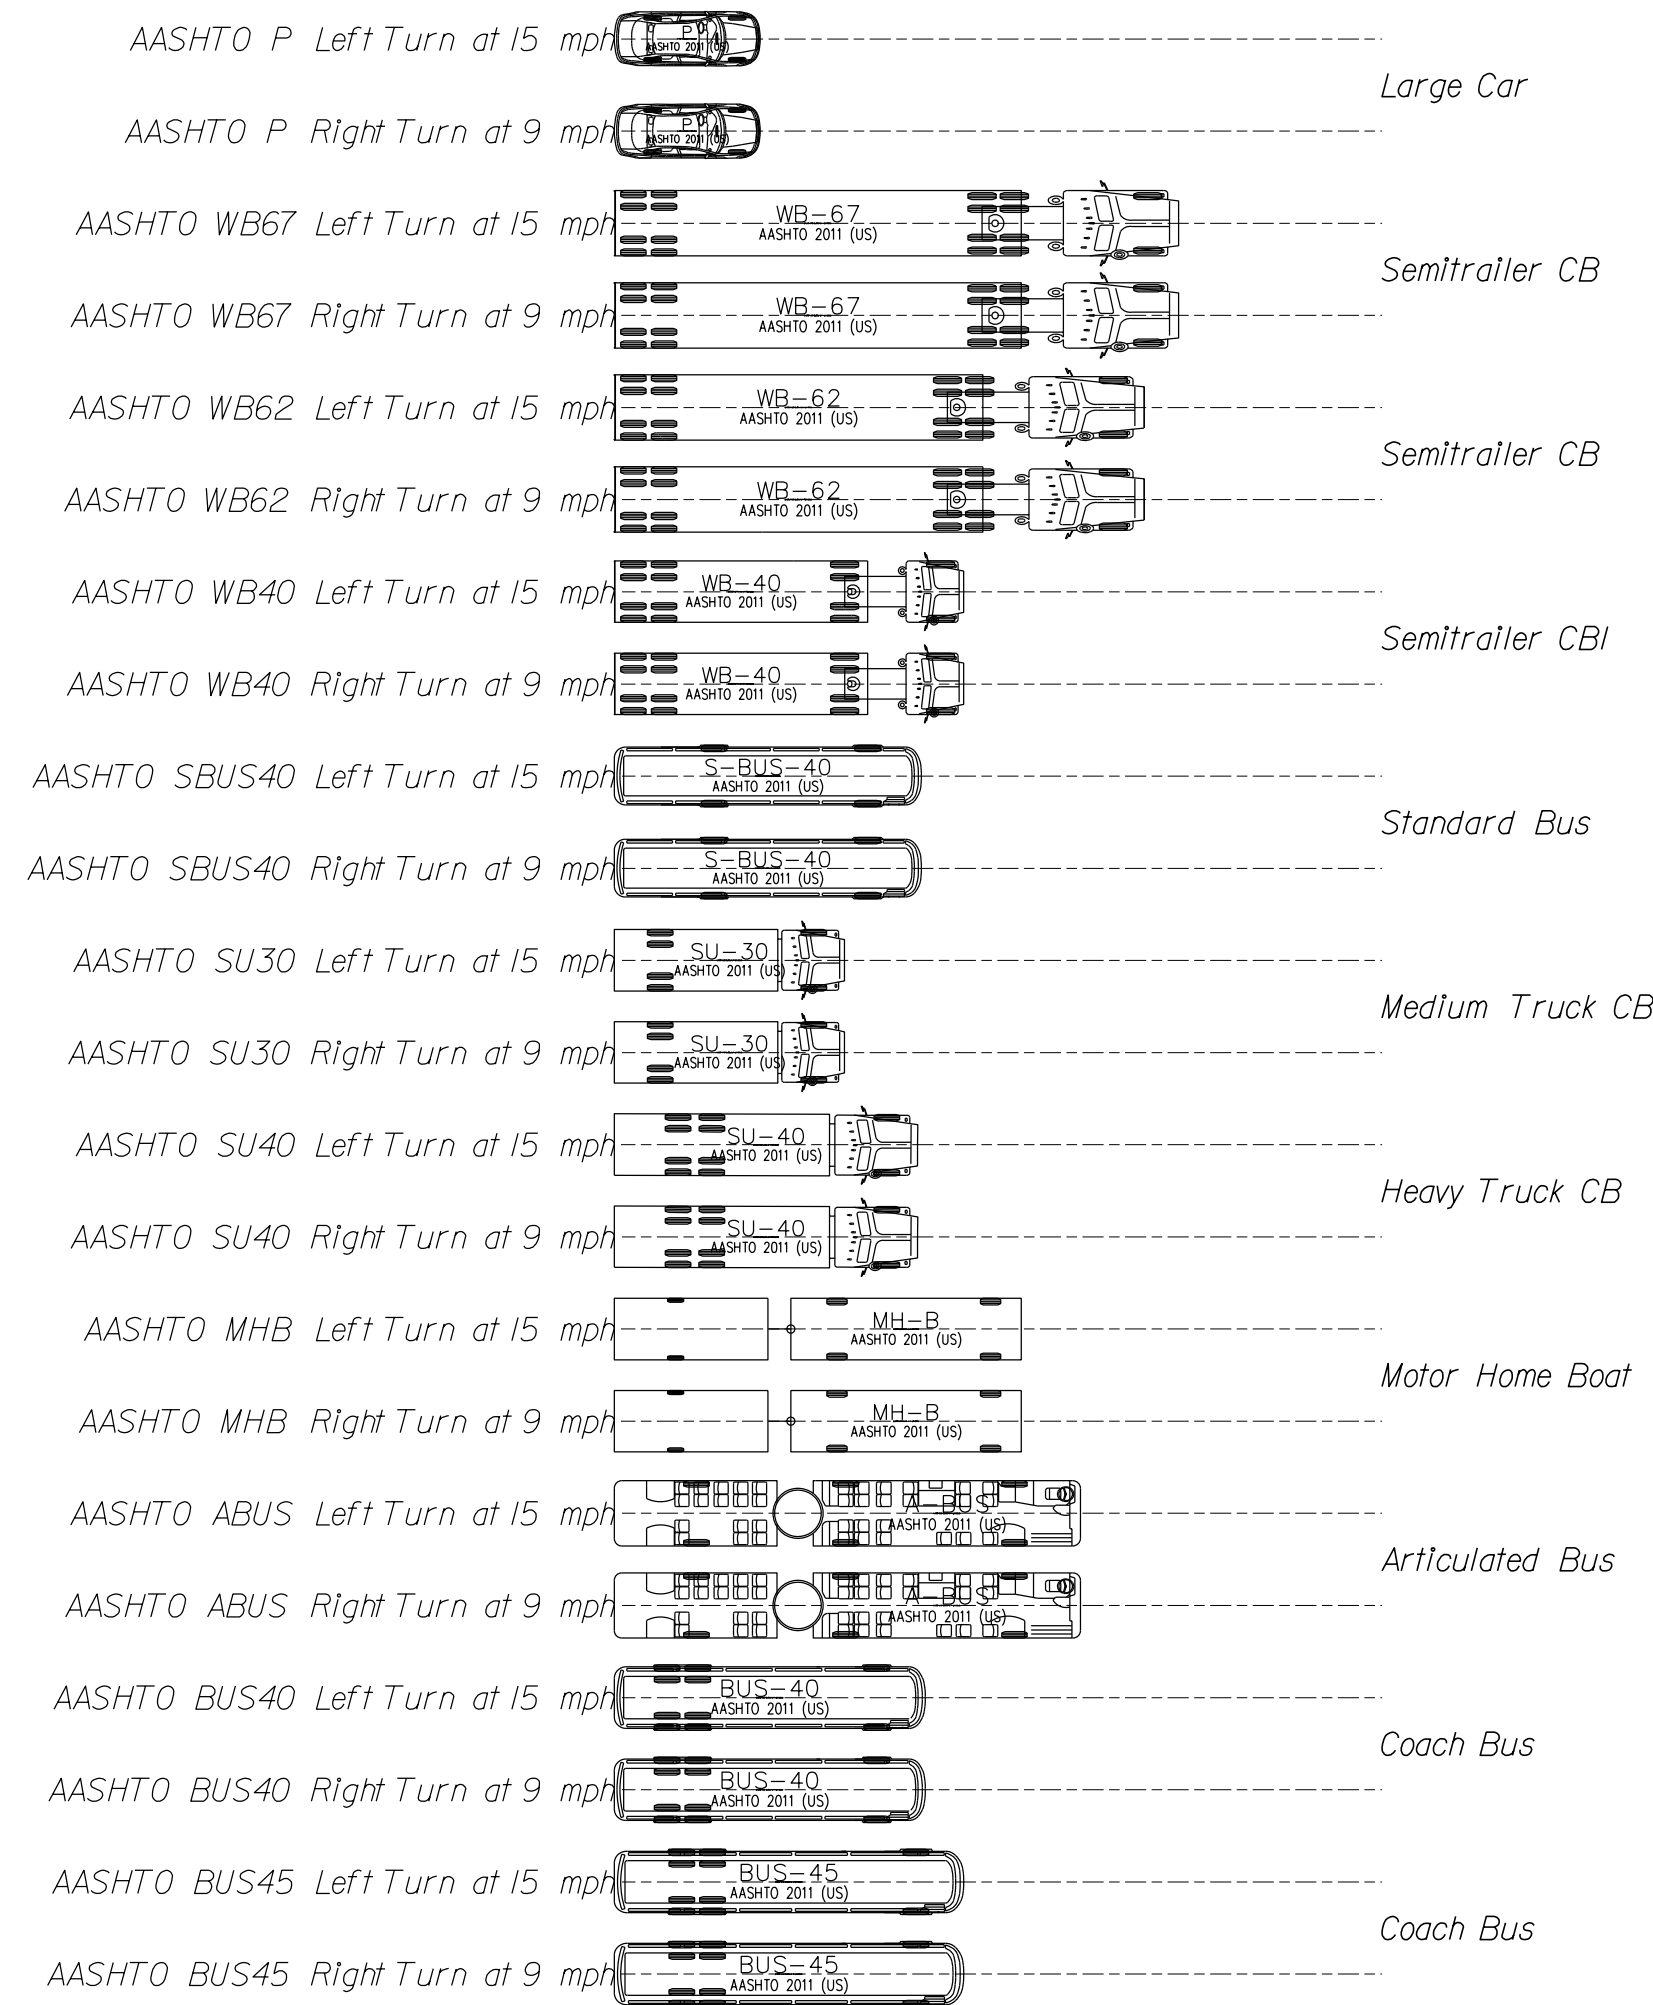 AASHTO P Left Turn at 15 mph
P
AASHTO 2011 (US)
Large Car
AASHTO P Right Turn at 9 mph
P
AASHTO 2011 (US)
AASHTO WB67 Left Turn at 15 mph
WB-67
AASHTO 2011 (US)
Semitrailer CB
AASHTO WB67 Right Turn at 9 mph
WB-67
AASHTO 2011 (US)
AASHTO WB62 Left Turn at 15 mph
WB-62
AASHTO 2011 (US)
Semitrailer CB
AASHTO WB62 Right Turn at 9 mph
WB-62
AASHTO 2011 (US)
AASHTO WB40 Left Turn at 15 mph
WB-40
AASHTO 2011 (US)
Semitrailer CB1
AASHTO WB40 Right Turn at 9 mph
WB-40
AASHTO 2011 (US)
AASHTO SBUS40 Left Turn at 15 mph
S-BUS-40
AASHTO 2011 (US)
Standard Bus
AASHTO SBUS40 Right Turn at 9 mph
S-BUS-40
AASHTO 2011 (US)
AASHTO SU30 Left Turn at 15 mph
SU-30
AASHTO 2011 (US)
Medium Truck CB
AASHTO SU30 Right Turn at 9 mph
SU-30
AASHTO 2011 (US)
AASHTO SU40 Left Turn at 15 mph
SU-40
AASHTO 2011 (US)
Heavy Truck CB
AASHTO SU40 Right Turn at 9 mph
SU-40
AASHTO 2011 (US)
AASHTO MHB Left Turn at 15 mph
MH-B
AASHTO 2011 (US)
Motor Home Boat
AASHTO MHB Right Turn at 9 mph
MH-B
AASHTO 2011 (US)
AASHTO ABUS Left Turn at 15 mph
A-BUS
AASHTO 2011 (US)
Articulated Bus
AASHTO ABUS Right Turn at 9 mph
A-BUS
AASHTO 2011 (US)
AASHTO BUS40 Left Turn at 15 mph
BUS-40
AASHTO 2011 (US)
Coach Bus
AASHTO BUS40 Right Turn at 9 mph
BUS-40
AASHTO 2011 (US)
AASHTO BUS45 Left Turn at 15 mph
BUS-45
AASHTO 2011 (US)
Coach Bus
AASHTO BUS45 Right Turn at 9 mph
BUS-45
AASHTO 2011 (US)